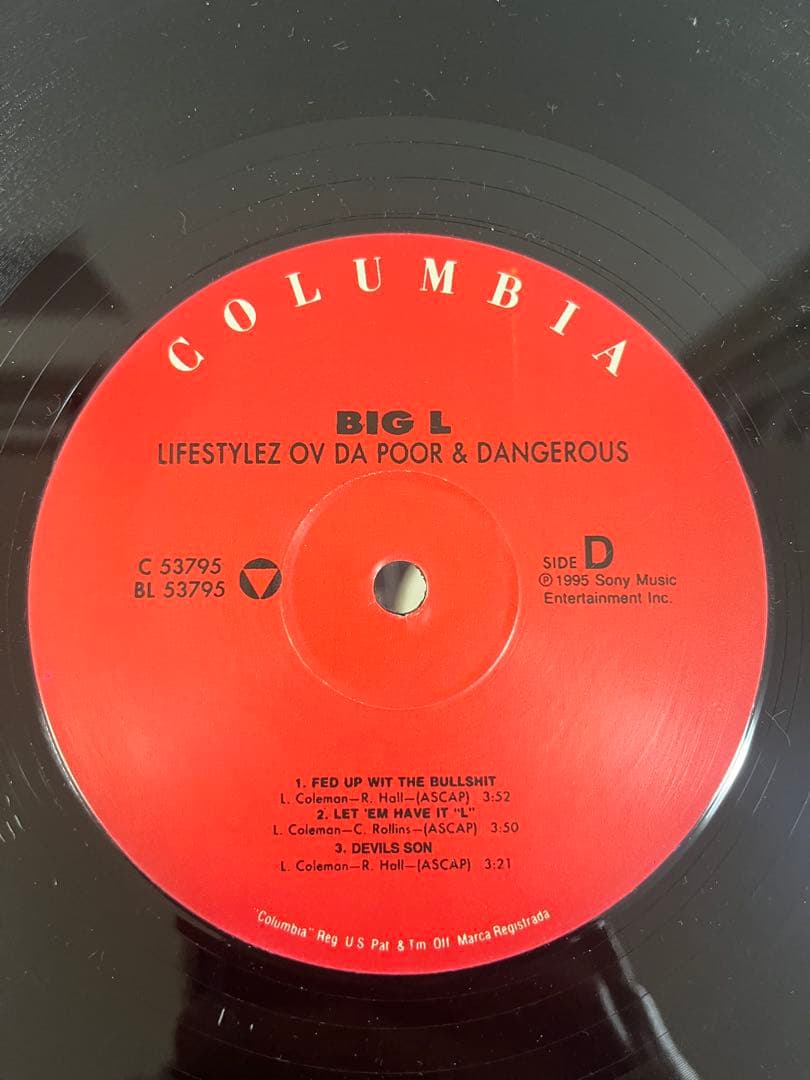 COLUMBIA
BIG L
LIFESTYLEZ OV DA POOR & DANGEROUS
C 53795
BL 53795
SIDE D
℗ 1995 Sony Music
Entertainment Inc.
1. FED UP WIT THE BULLSHIT
L. Coleman—R. Hall—(ASCAP) 3:52
2. LET 'EM HAVE IT "L"
L. Coleman—C. Rollins—(ASCAP) 3:50
3. DEVILS SON
L. Coleman—R. Hall—(ASCAP) 3:21
"Columbia" Reg U S Pat & Tm Off Marca Registrada